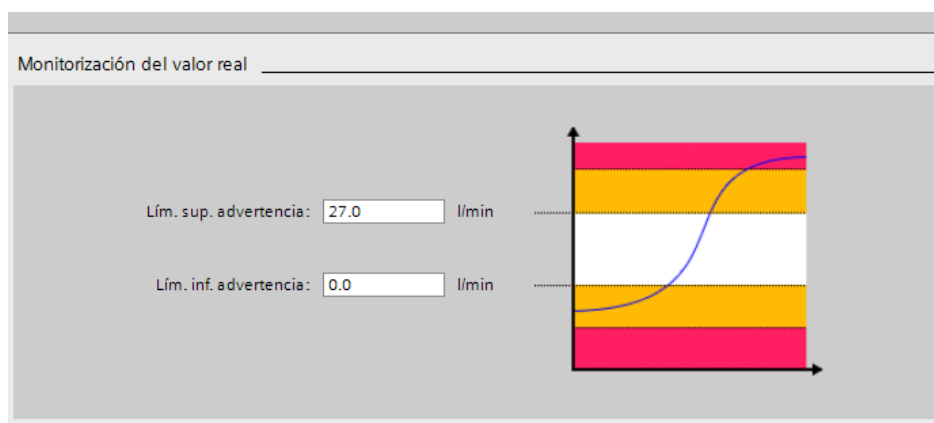 Monitorización del valor real
Lím. sup. advertencia: 27.0 l/min
Lím. inf. advertencia: 0.0 l/min